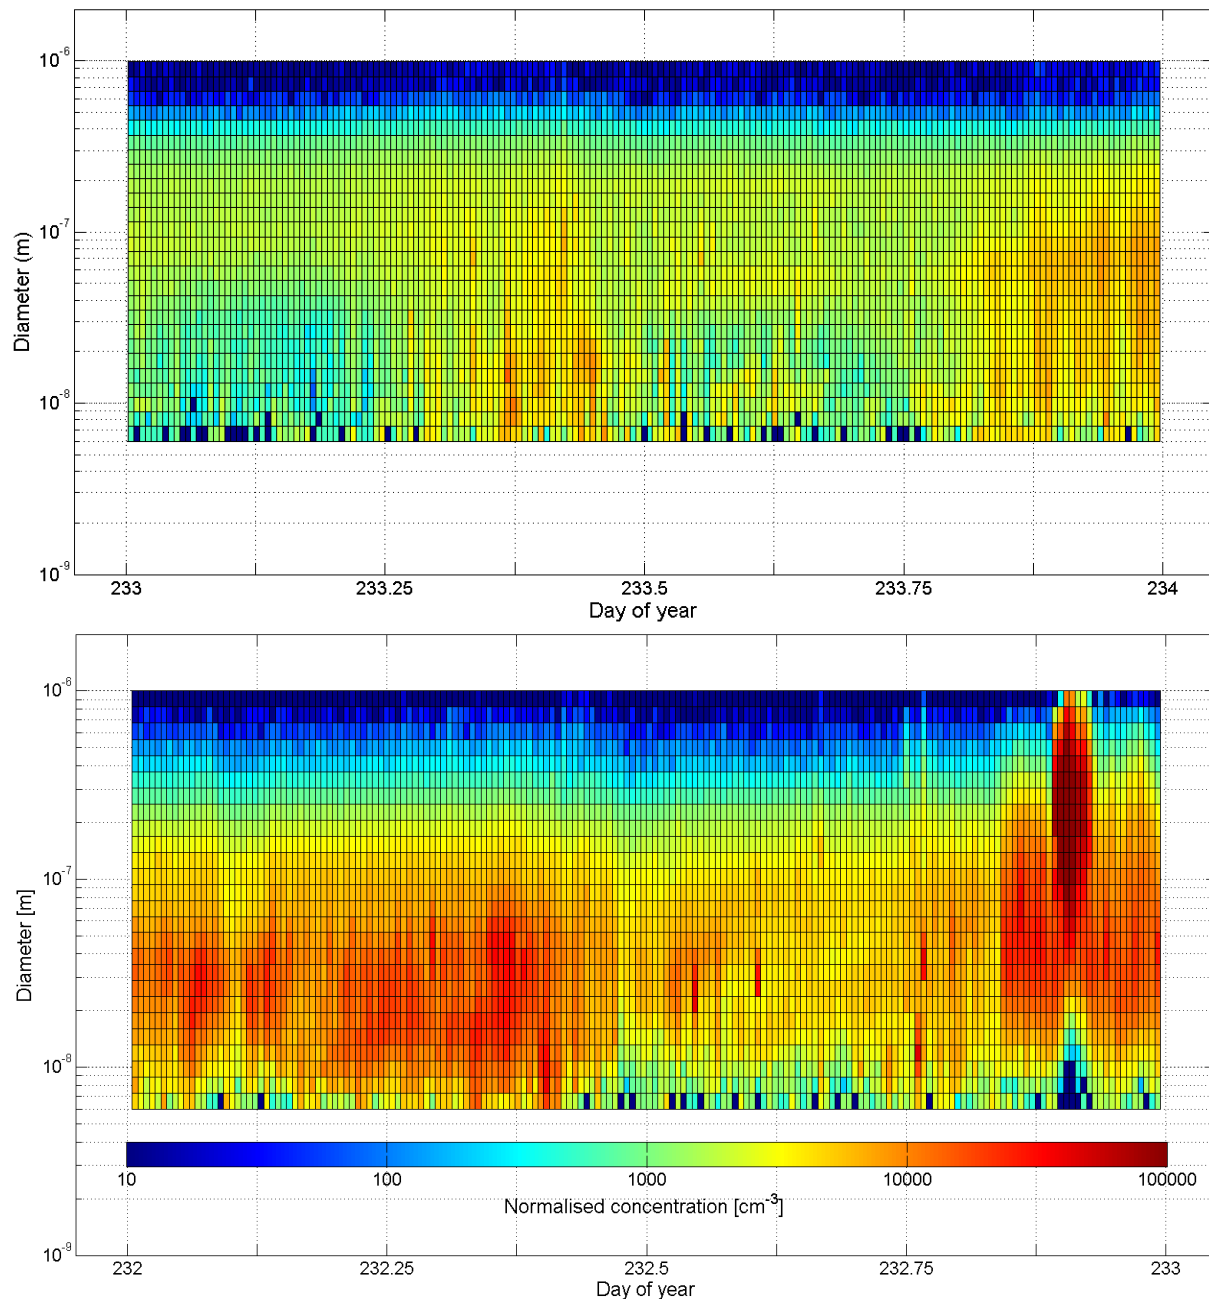 10-6
10-7
10-8
10-9
Diameter (m)
233 233.25 233.5 233.75 234
Day of year
10-6
10-7
10-8
10-9
Diameter [m]
10 100 1000 10000 100000
Normalised concentration [cm-3]
232 232.25 232.5 232.75 233
Day of year